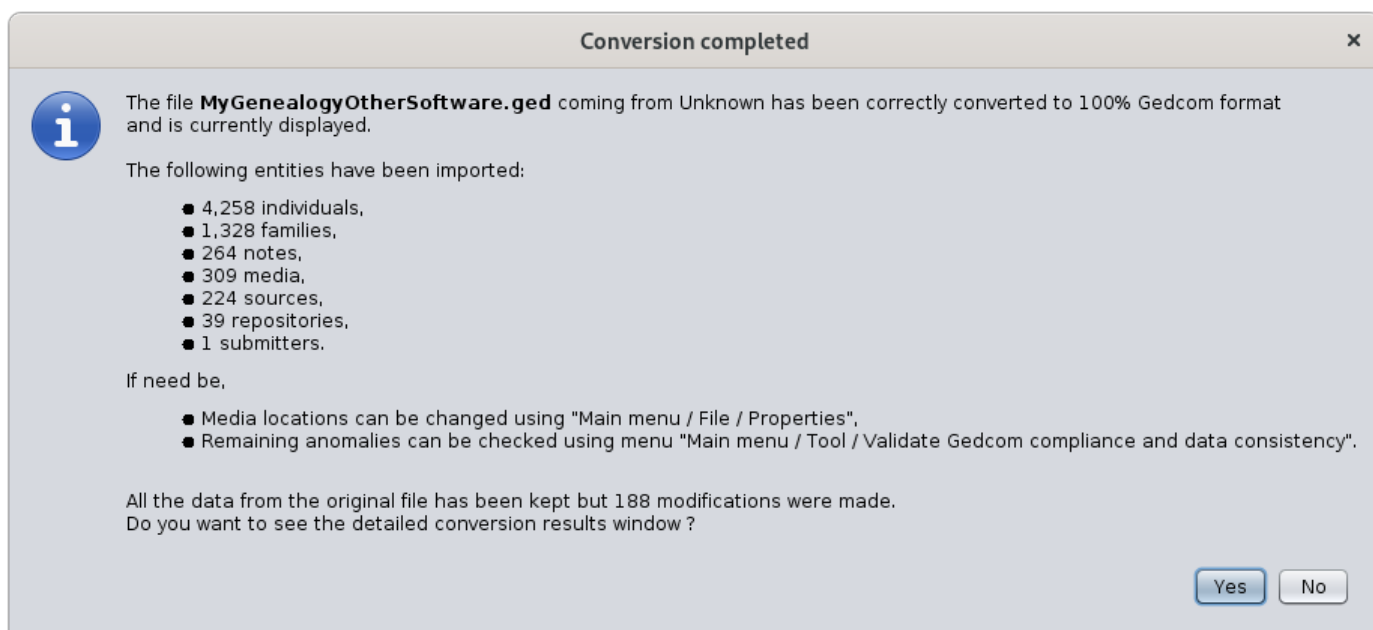 Conversion completed
The file MyGenealogyOtherSoftware.ged coming from Unknown has been correctly converted to 100% Gedcom format
and is currently displayed.
The following entities have been imported:
4,258 individuals,
1,328 families,
264 notes,
309 media,
224 sources,
39 repositories,
1 submitters.
If need be,
Media locations can be changed using "Main menu / File / Properties",
Remaining anomalies can be checked using menu "Main menu / Tool / Validate Gedcom compliance and data consistency".
All the data from the original file has been kept but 188 modifications were made.
Do you want to see the detailed conversion results window ?
Yes No